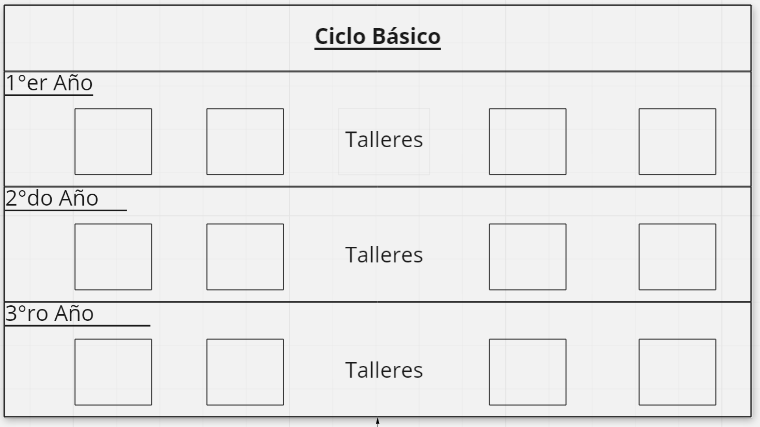 Ciclo Básico
1°er Año
Talleres
2°do Año
Talleres
3°ro Año
Talleres